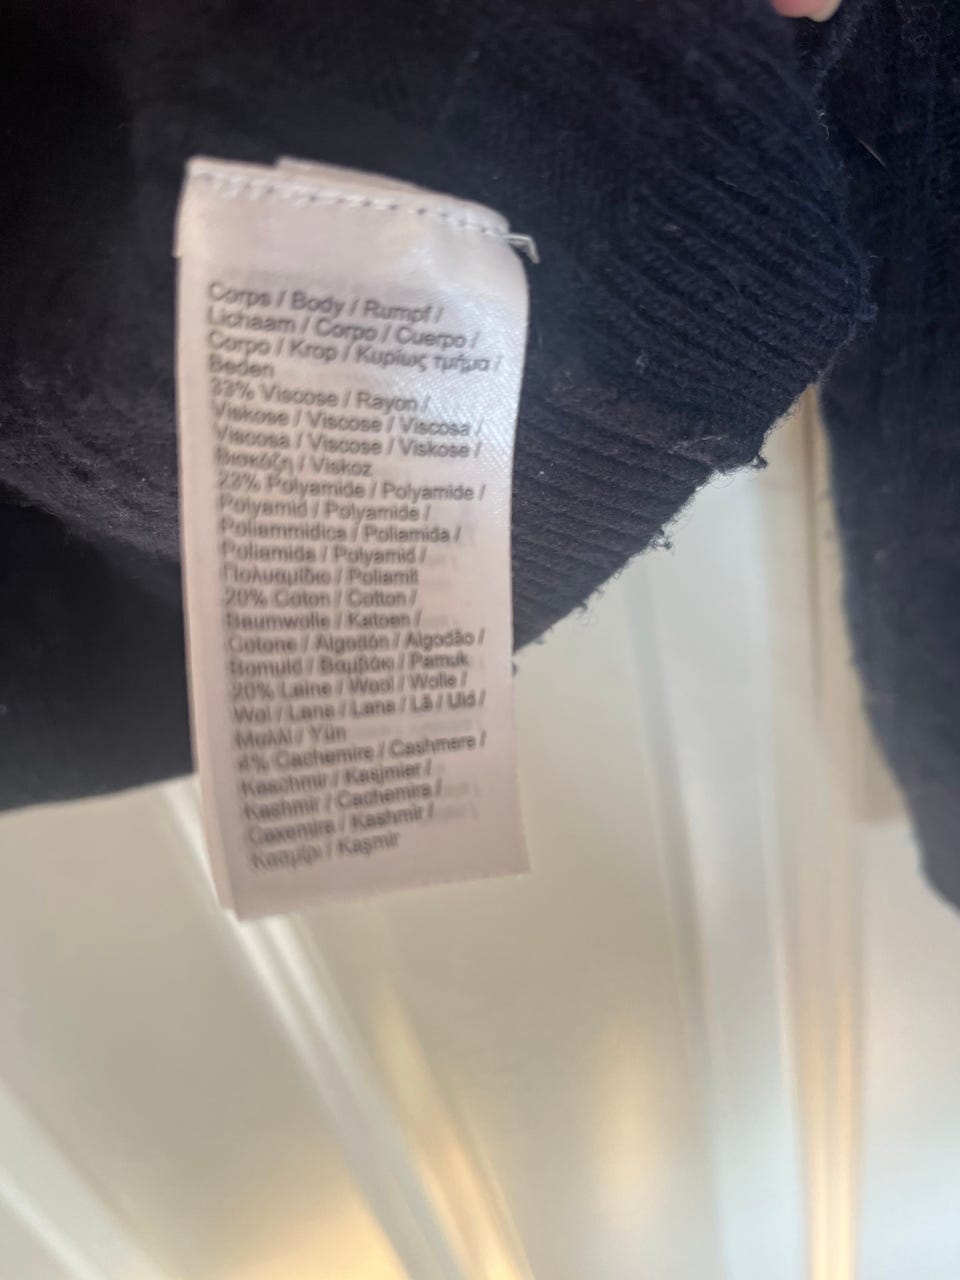 Corps / Body / Rumpf /
Lichaam / Corpo / Cuerpo /
Corpo / Krop / Κυρίως τμήμα /
Beden
33% Viscose / Rayon /
Viskose / Viscose / Viscosa /
Viscosa / Viscose / Viskose /
Βισκόζη / Viskoz
23% Polyamide / Polyamide /
Polyamid / Polyamide /
Poliammidica / Poliamida /
Poliamida / Polyamid /
Πολυαμίδιο / Poliamit
20% Coton / Cotton /
Baumwolle / Katoen /
Cotone / Algodón / Algodão /
Bomuld / Βαμβάκι / Pamuk
20% Laine / Wool / Wolle /
Wol / Lana / Lana / Lã / Uld /
Μαλλί / Yün
4% Cachemire / Cashmere /
Kaschmir / Kasjmier /
Kashmir / Cachemira /
Caxemira / Kashmir /
Κασμίρι / Kaşmir